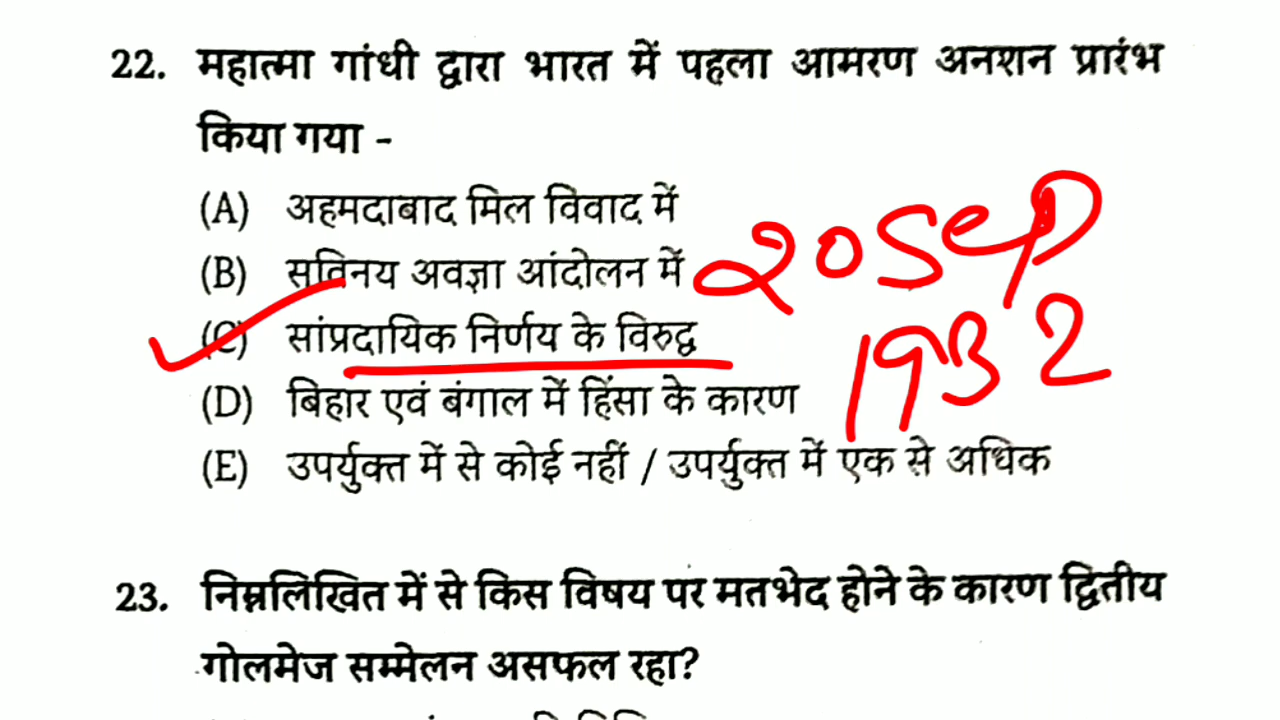 22. महात्मा गांधी द्वारा भारत में पहला आमरण अनशन प्रारंभ
किया गया -
(A) अहमदाबाद मिल विवाद में
(B) सविनय अवज्ञा आंदोलन में
20 Sep
(C) सांप्रदायिक निर्णय के विरुद्ध
1932
(D) बिहार एवं बंगाल में हिंसा के कारण
(E) उपर्युक्त में से कोई नहीं / उपर्युक्त में एक से अधिक
23. निम्नलिखित में से किस विषय पर मतभेद होने के कारण द्वितीय
गोलमेज सम्मेलन असफल रहा?